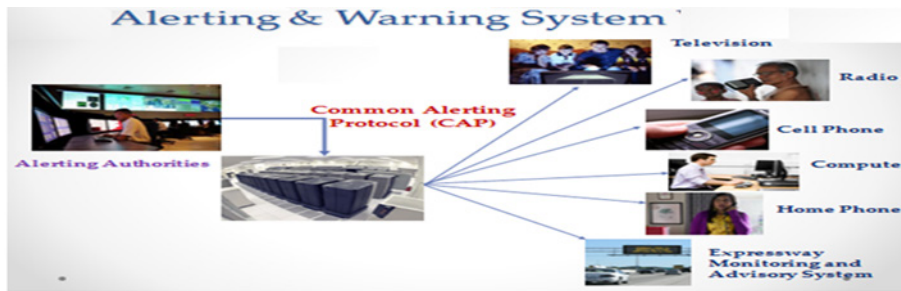 Alerting & Warning System
Television
Radio
Common Alerting
Protocol (CAP)
Cell Phone
Alerting Authorities
Compute
Home Phone
Expressway
Monitoring and
Advisory System